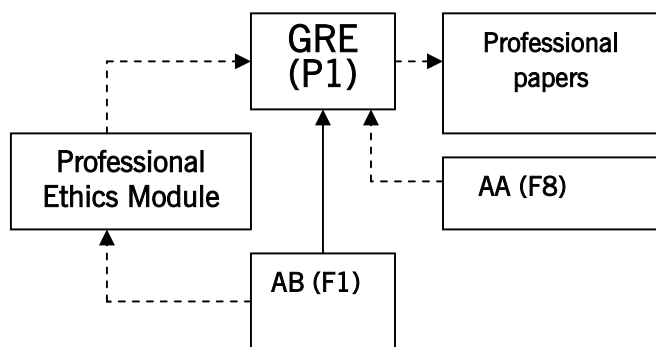 GRE
(P1)
Professional
papers
Professional
Ethics Module
AA (F8)
AB (F1)